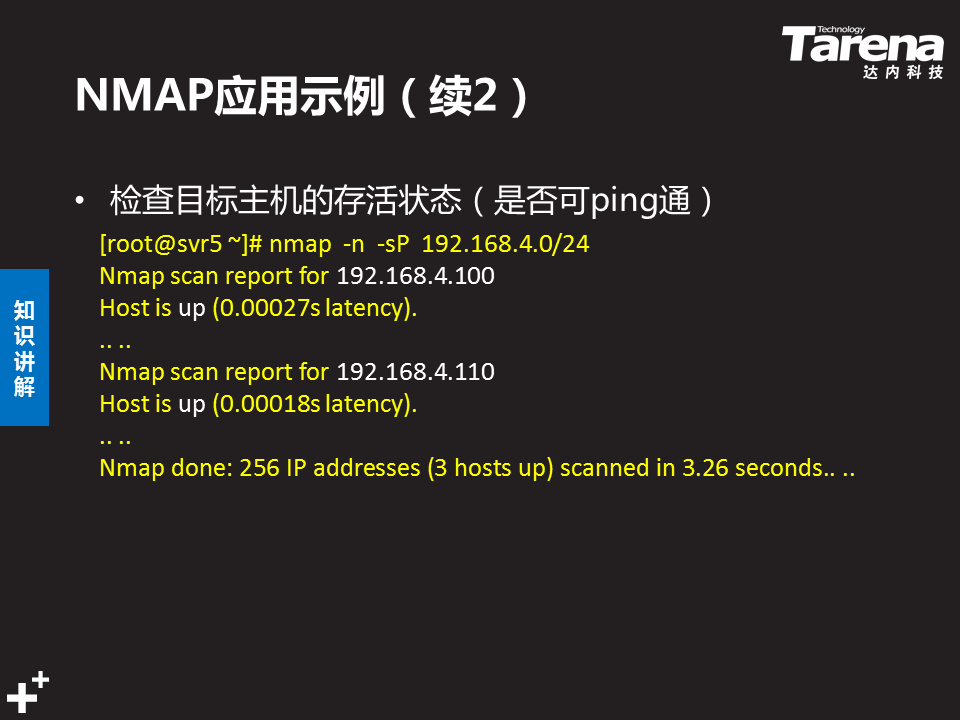 Technology
Tarena
达内科技
NMAP应用示例（续2）
• 检查目标主机的存活状态（是否可ping通）
[root@svr5 ~]# nmap -n -sP 192.168.4.0/24
Nmap scan report for 192.168.4.100
Host is up (0.00027s latency).
.. ..
Nmap scan report for 192.168.4.110
Host is up (0.00018s latency).
.. ..
Nmap done: 256 IP addresses (3 hosts up) scanned in 3.26 seconds.. ..
知识讲解